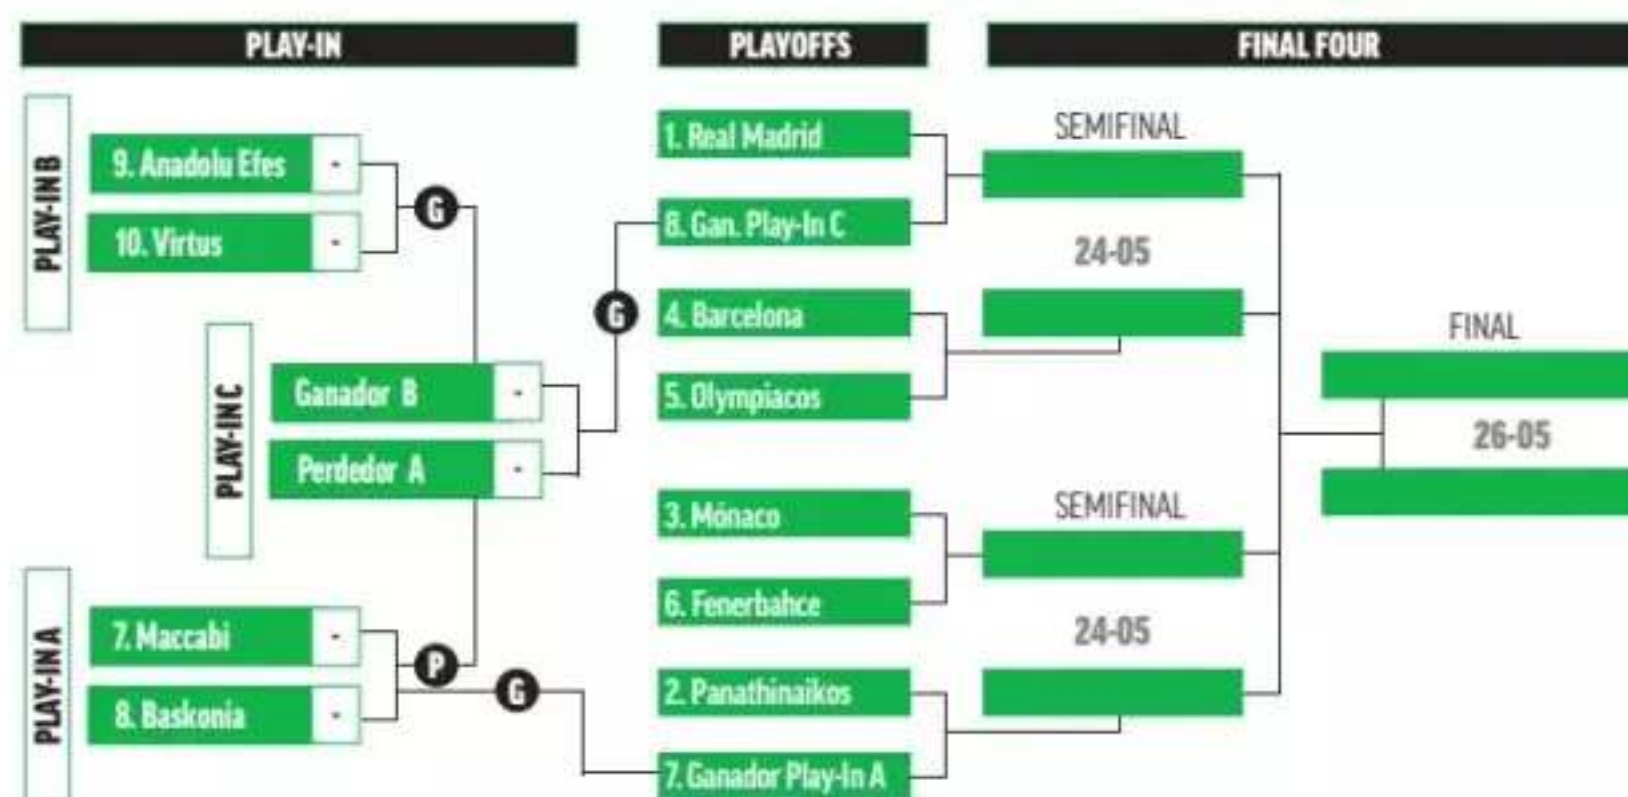 PLAY-IN
PLAYOFFS
FINAL FOUR
PLAY-IN B
9. Anadolu Efes -
10. Virtus -
G
PLAY-IN C
Ganador B -
Perdedor A -
G
PLAY-IN A
7. Maccabi -
8. Baskonia -
P
G
1. Real Madrid
8. Gan. Play-In C
4. Barcelona
5. Olympiacos
3. Mónaco
6. Fenerbahce
2. Panathinaikos
7. Ganador Play-In A
SEMIFINAL
24-05
SEMIFINAL
24-05
FINAL
26-05